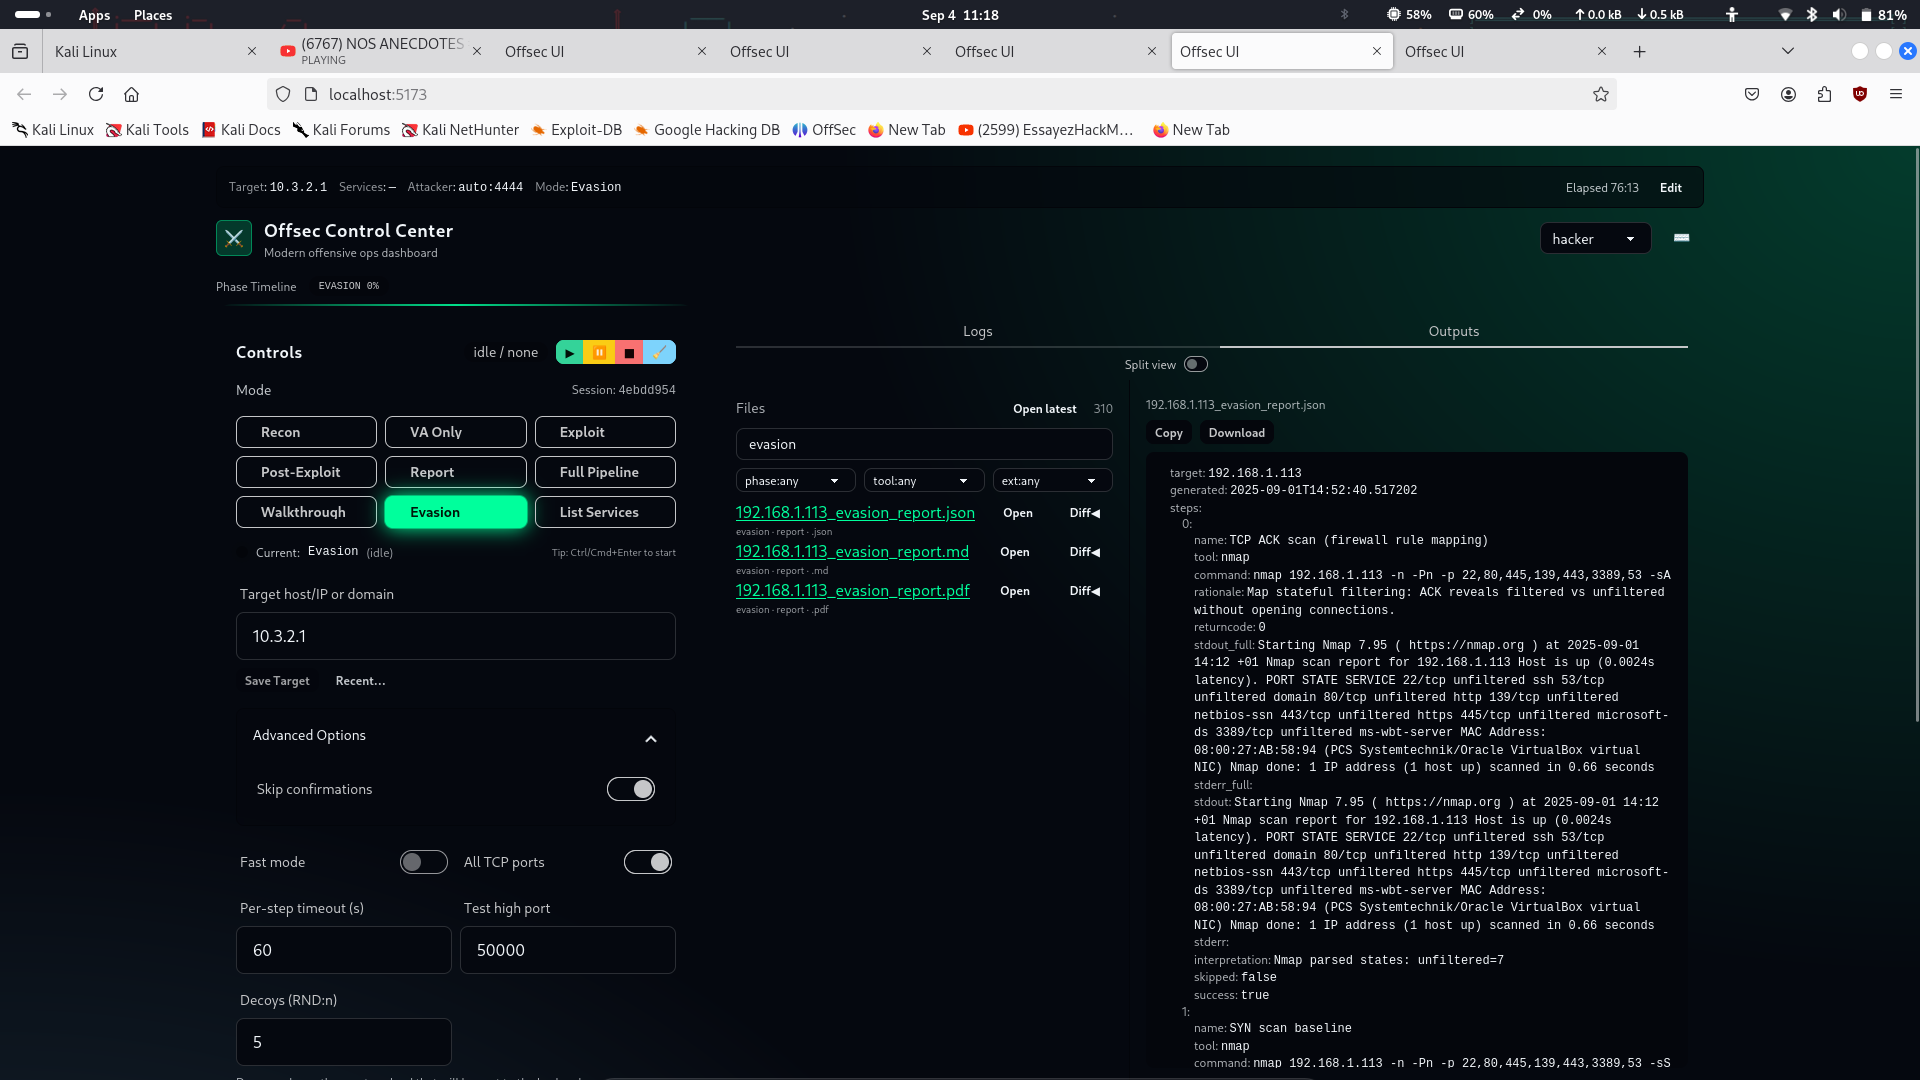 Apps Places Sep 4 11:18 58% 60% 0% 0.0 kB 0.5 kB 81%
Kali Linux (6767) NOS ANECDOTES Offsec UI Offsec UI Offsec UI Offsec UI Offsec UI
PLAYING
localhost:5173
Kali Linux Kali Tools Kali Docs Kali Forums Kali NetHunter Exploit-DB Google Hacking DB OffSec New Tab (2599) EssayezHackM… New Tab
Target: 10.3.2.1 Services: — Attacker: auto:4444 Mode: Evasion Elapsed 76:13 Edit
Offsec Control Center
Modern offensive ops dashboard
hacker
Phase Timeline EVASION 0%
Controls idle / none
Mode Session: 4ebdd954
Recon VA Only Exploit
Post-Exploit Report Full Pipeline
Walkthrough Evasion List Services
Current: Evasion (idle) Tip: Ctrl/Cmd+Enter to start
Target host/IP or domain
10.3.2.1
Save Target Recent...
Advanced Options
Skip confirmations
Fast mode All TCP ports
Per-step timeout (s) Test high port
60 50000
Decoys (RND:n)
5
Logs Outputs
Split view
Files Open latest 310
evasion
phase:any tool:any ext:any
192.168.1.113_evasion_report.json Open Diff◀
evasion · report · .json
192.168.1.113_evasion_report.md Open Diff◀
evasion · report · .md
192.168.1.113_evasion_report.pdf Open Diff◀
evasion · report · .pdf
192.168.1.113_evasion_report.json
Copy Download
target: 192.168.1.113
generated: 2025-09-01T14:52:40.517202
steps:
0:
name: TCP ACK scan (firewall rule mapping)
tool: nmap
command: nmap 192.168.1.113 -n -Pn -p 22,80,445,139,443,3389,53 -sA
rationale: Map stateful filtering: ACK reveals filtered vs unfiltered
without opening connections.
returncode: 0
stdout_full: Starting Nmap 7.95 ( https://nmap.org ) at 2025-09-01
14:12 +01 Nmap scan report for 192.168.1.113 Host is up (0.0024s
latency). PORT STATE SERVICE 22/tcp unfiltered ssh 53/tcp
unfiltered domain 80/tcp unfiltered http 139/tcp unfiltered
netbios-ssn 443/tcp unfiltered https 445/tcp unfiltered microsoft-
ds 3389/tcp unfiltered ms-wbt-server MAC Address:
08:00:27:AB:58:94 (PCS Systemtechnik/Oracle VirtualBox virtual
NIC) Nmap done: 1 IP address (1 host up) scanned in 0.66 seconds
stderr_full:
stdout: Starting Nmap 7.95 ( https://nmap.org ) at 2025-09-01 14:12
+01 Nmap scan report for 192.168.1.113 Host is up (0.0024s
latency). PORT STATE SERVICE 22/tcp unfiltered ssh 53/tcp
unfiltered domain 80/tcp unfiltered http 139/tcp unfiltered
netbios-ssn 443/tcp unfiltered https 445/tcp unfiltered microsoft-
ds 3389/tcp unfiltered ms-wbt-server MAC Address:
08:00:27:AB:58:94 (PCS Systemtechnik/Oracle VirtualBox virtual
NIC) Nmap done: 1 IP address (1 host up) scanned in 0.66 seconds
stderr:
interpretation: Nmap parsed states: unfiltered=7
skipped: false
success: true
1:
name: SYN scan baseline
tool: nmap
command: nmap 192.168.1.113 -n -Pn -p 22,80,445,139,443,3389,53 -sS